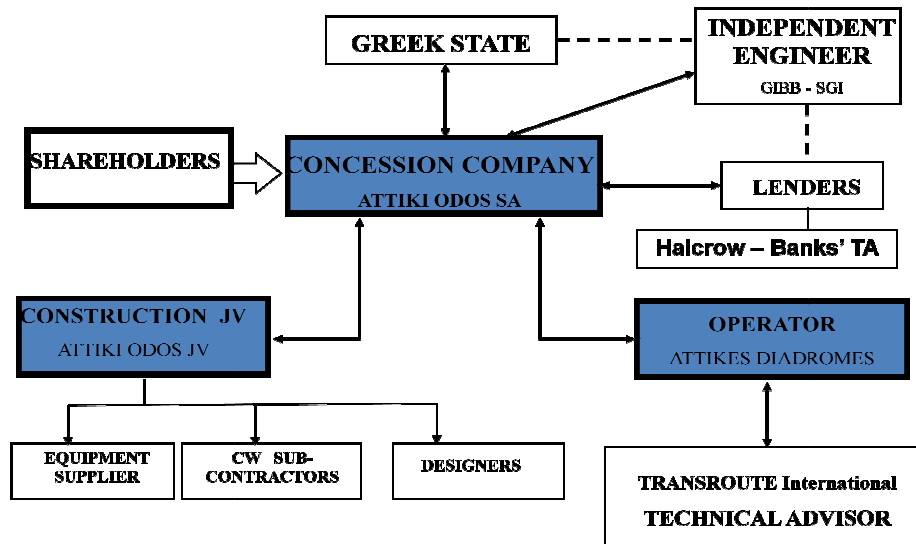 GREEK STATE
INDEPENDENT
ENGINEER
GIBB - SGI
SHAREHOLDERS
CONCESSION COMPANY
ATTIKI ODOS SA
LENDERS
Halcrow – Banks' TA
CONSTRUCTION JV
ATTIKI ODOS JV
OPERATOR
ATTIKES DIADROMES
EQUIPMENT
SUPPLIER
CW SUB-
CONTRACTORS
DESIGNERS
TRANSROUTE International
TECHNICAL ADVISOR